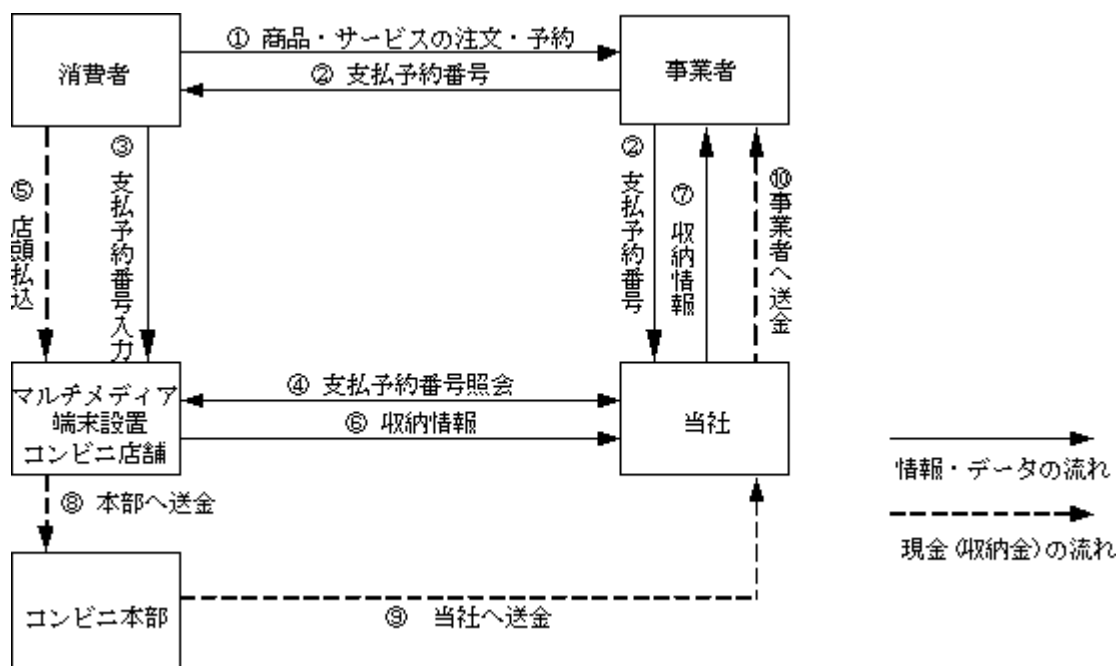 ① 商品・サービスの注文・予約
消費者
事業者
② 支払予約番号
③ 支払予約番号入力
⑤ 店頭払込
② 支払予約番号
⑦ 収納情報
⑩事業者へ送金
マルチメディア
端末設置
コンビニ店舗
④ 支払予約番号照会
⑥ 収納情報
当社
情報・データの流れ
⑧ 本部へ送金
現金(収納金)の流れ
コンビニ本部
⑨ 当社へ送金